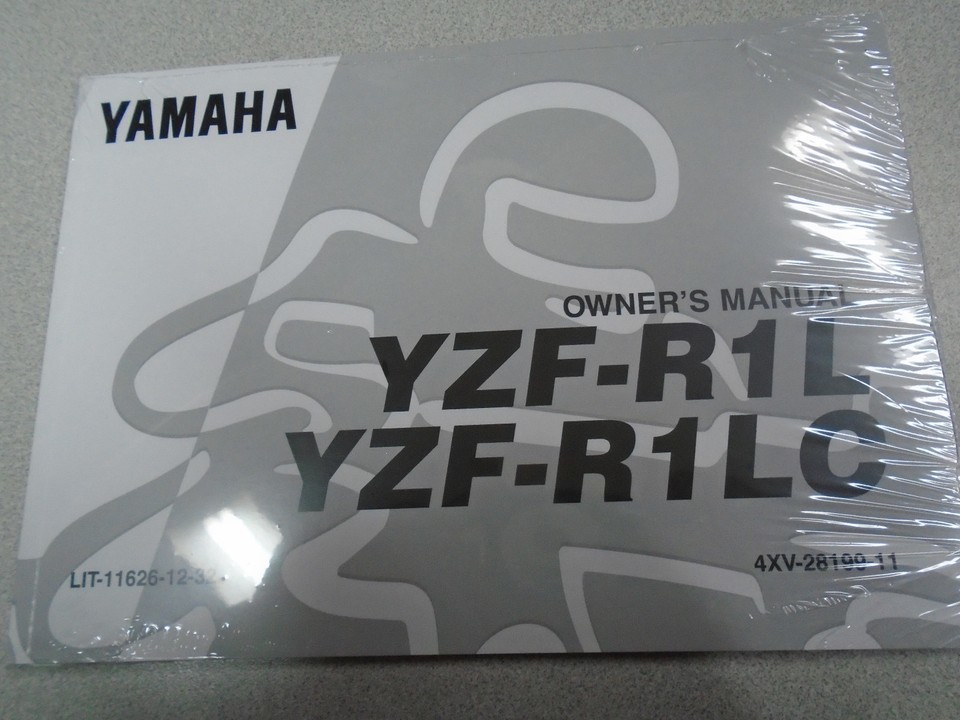 YAMAHA
OWNER'S MANUAL
YZF-R1L
YZF-R1LC
LIT-11626-12-32
4XV-28199-11